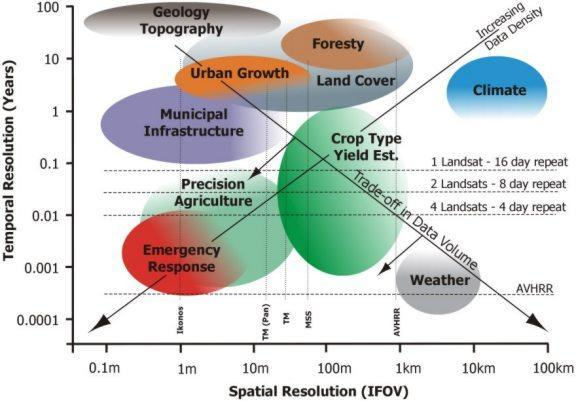 Geology
Topography
Foresty
Increasing
Data Density
Urban Growth
Land Cover
Climate
Municipal
Infrastructure
Crop Type
Yield Est.
1 Landsat - 16 day repeat
Precision
Agriculture
2 Landsats - 8 day repeat
4 Landsats - 4 day repeat
Trade-off in Data Volume
Emergency
Response
Weather
AVHRR
Ikonos
TM (Pan)
TM
MSS
AVHRR
Temporal Resolution (Years)
100
10
1
0.1
0.01
0.001
0.0001
0.1m
1m
10m
100m
1km
10km
100km
Spatial Resolution (IFOV)